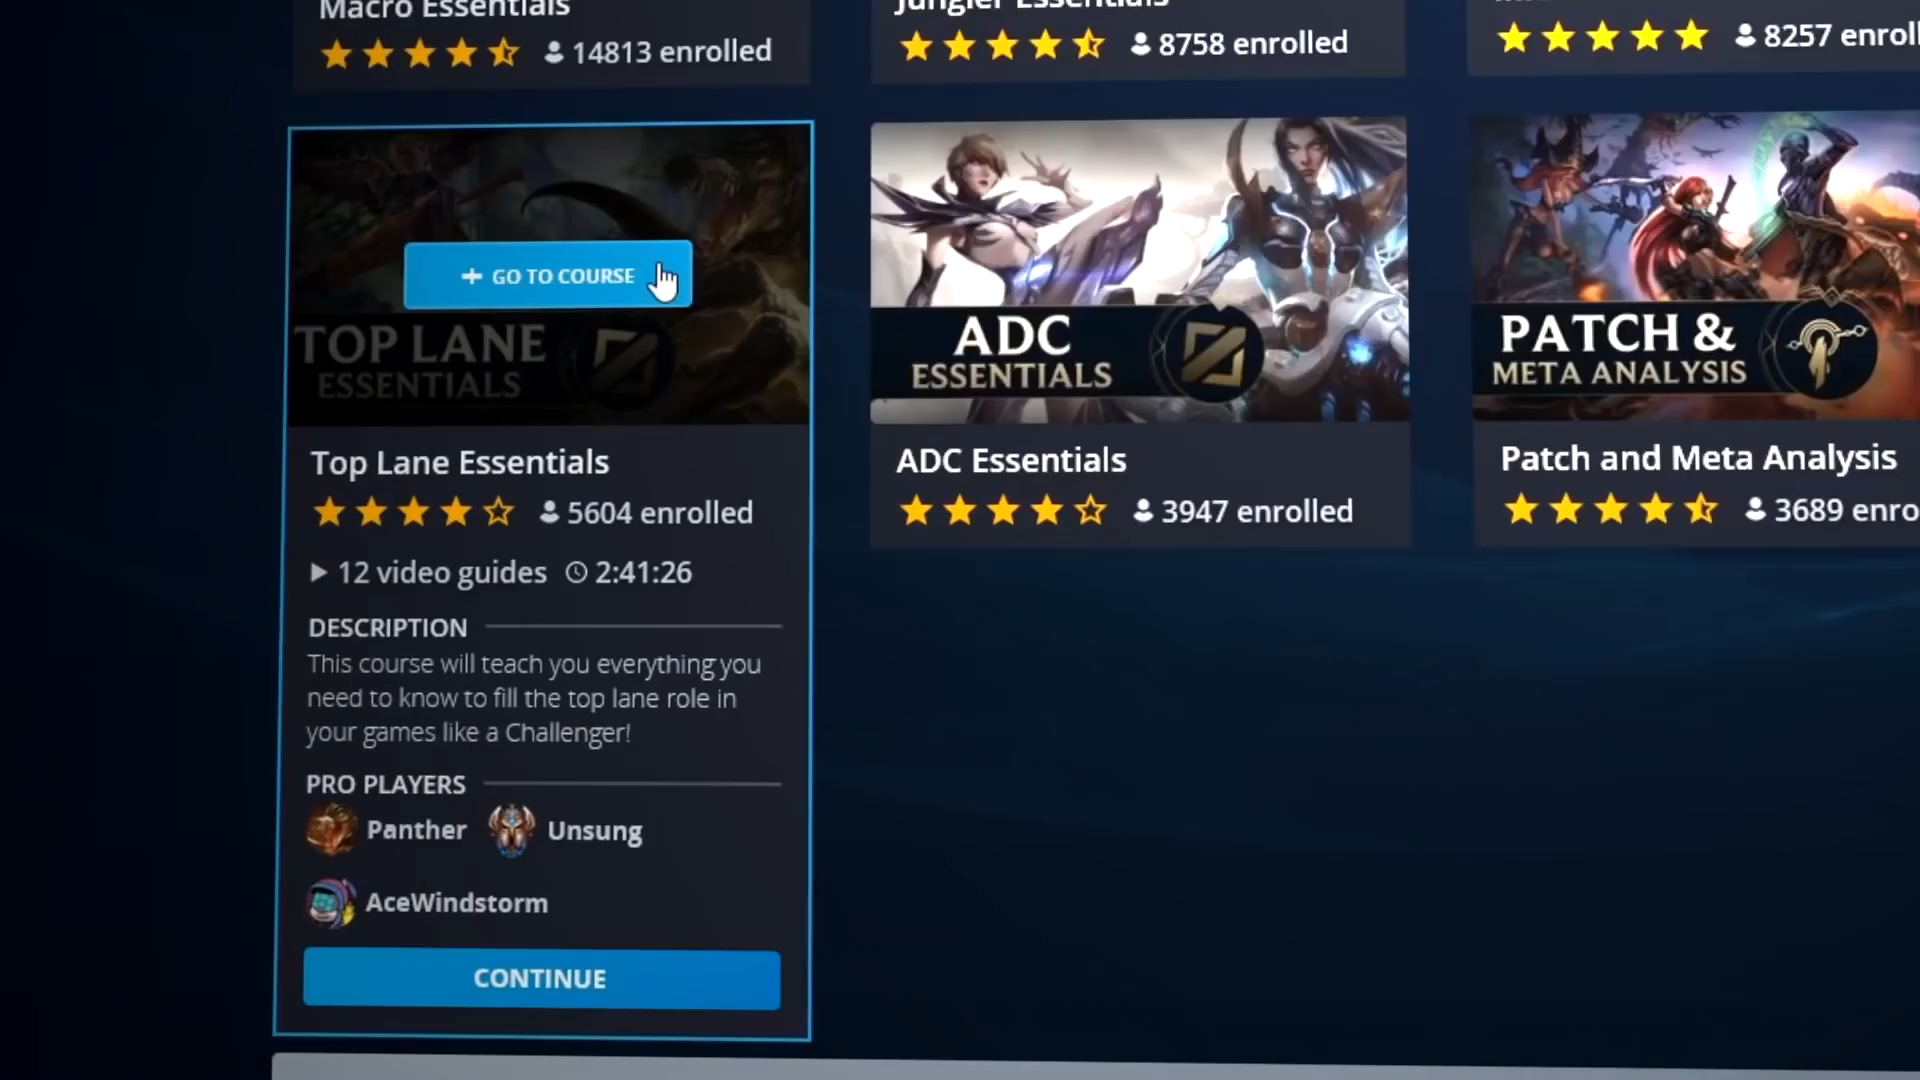 Macro Essentials
14813 enrolled
Jungler Essentials
8758 enrolled
8257 enroll
+ GO TO COURSE
TOP LANE
ESSENTIALS
Top Lane Essentials
5604 enrolled
12 video guides 2:41:26
DESCRIPTION
This course will teach you everything you
need to know to fill the top lane role in
your games like a Challenger!
PRO PLAYERS
Panther Unsung
AceWindstorm
CONTINUE
ADC
ESSENTIALS
ADC Essentials
3947 enrolled
PATCH &
META ANALYSIS
Patch and Meta Analysis
3689 enro